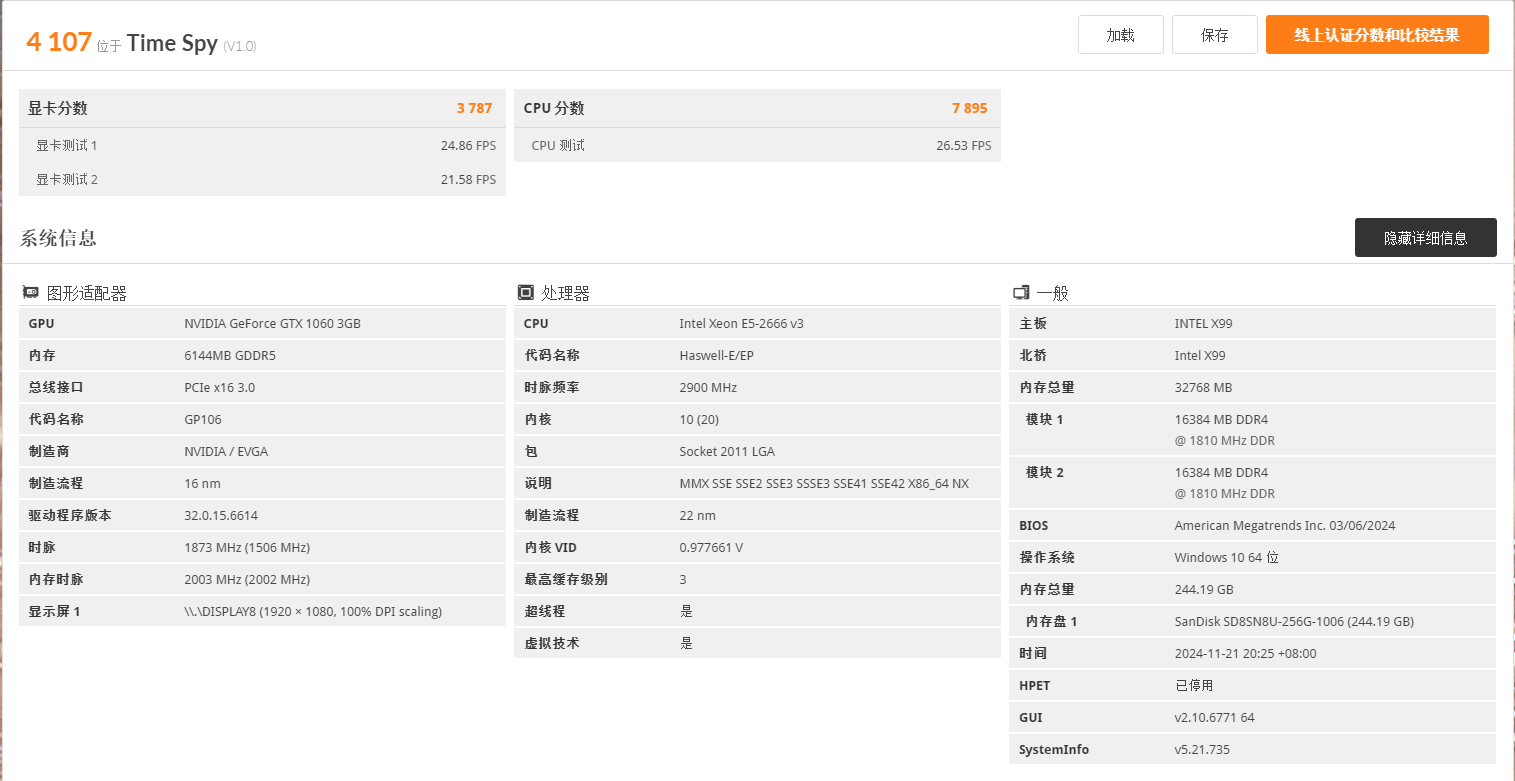 4 107 位于 Time Spy (V1.0)
加载
保存
线上认证分数和比较结果
显卡分数 3 787
显卡测试 1 24.86 FPS
显卡测试 2 21.58 FPS
CPU 分数 7 895
CPU 测试 26.53 FPS
系统信息
隐藏详细信息
图形适配器
GPU NVIDIA GeForce GTX 1060 3GB
内存 6144MB GDDR5
总线接口 PCIe x16 3.0
代码名称 GP106
制造商 NVIDIA / EVGA
制造流程 16 nm
驱动程序版本 32.0.15.6614
时脉 1873 MHz (1506 MHz)
内存时脉 2003 MHz (2002 MHz)
显示屏 1 \\.\DISPLAY8 (1920 × 1080, 100% DPI scaling)
处理器
CPU Intel Xeon E5-2666 v3
代码名称 Haswell-E/EP
时脉频率 2900 MHz
内核 10 (20)
包 Socket 2011 LGA
说明 MMX SSE SSE2 SSE3 SSSE3 SSE41 SSE42 X86_64 NX
制造流程 22 nm
内核 VID 0.977661 V
最高缓存级别 3
超线程 是
虚拟技术 是
一般
主板 INTEL X99
北桥 Intel X99
内存总量 32768 MB
模块 1 16384 MB DDR4
@ 1810 MHz DDR
模块 2 16384 MB DDR4
@ 1810 MHz DDR
BIOS American Megatrends Inc. 03/06/2024
操作系统 Windows 10 64 位
内存总量 244.19 GB
内存盘 1 SanDisk SD8SN8U-256G-1006 (244.19 GB)
时间 2024-11-21 20:25 +08:00
HPET 已停用
GUI v2.10.6771 64
SystemInfo v5.21.735